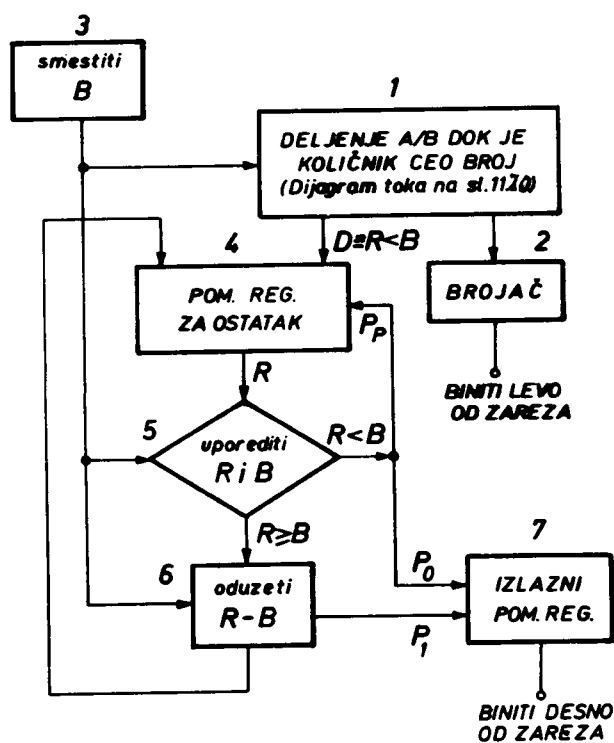 3
smestiti
B
1
DELJENJE A/B DOK JE
KOLIČNIK CEO BROJ
(Dijagram toka na sl.11.7.a)
4
D=R<B
2
POM. REG.
ZA OSTATAK
BROJAČ
P_P
R
BINITI LEVO
OD ZAREZA
5
uporediti
R i B
R<B
R≥B
7
6
oduzeti
R-B
P_0
P_1
IZLAZNI
POM. REG.
BINITI DESNO
OD ZAREZA